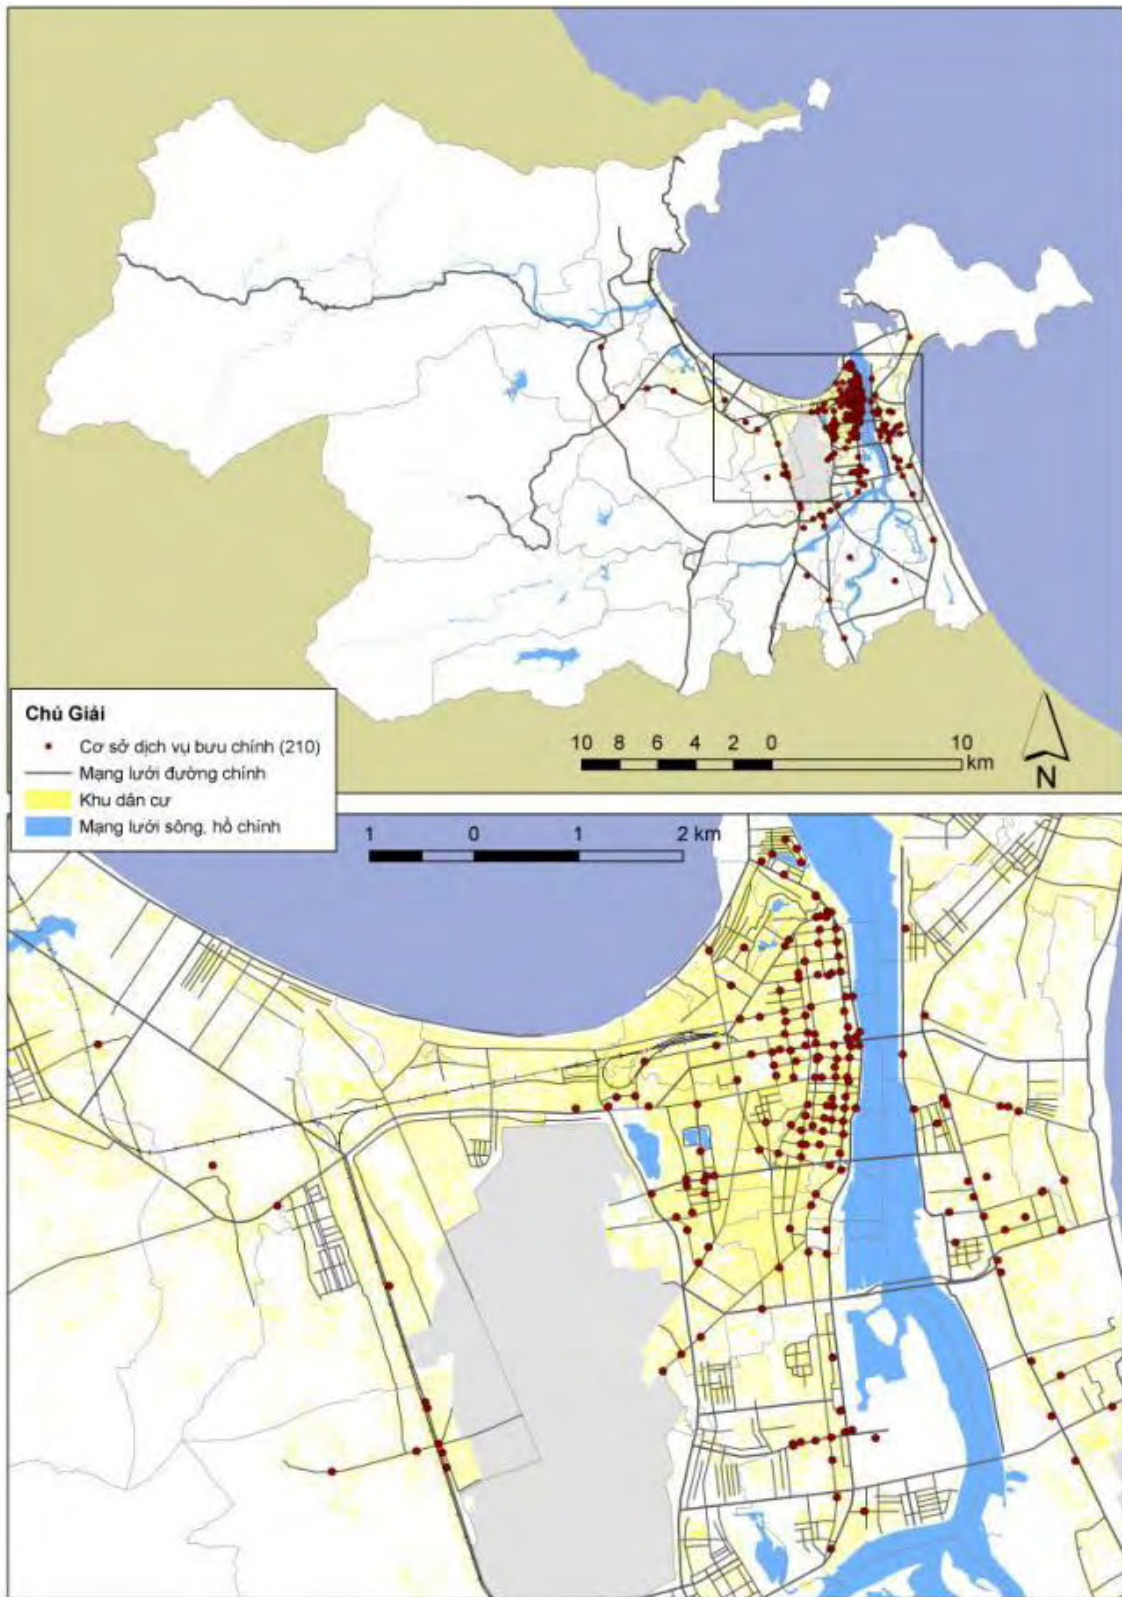 Chú Giải
Cơ sở dịch vụ bưu chính (210)
Mạng lưới đường chính
Khu dân cư
Mạng lưới sông, hồ chính
10 8 6 4 2 0 10
km
N
1 0 1 2 km